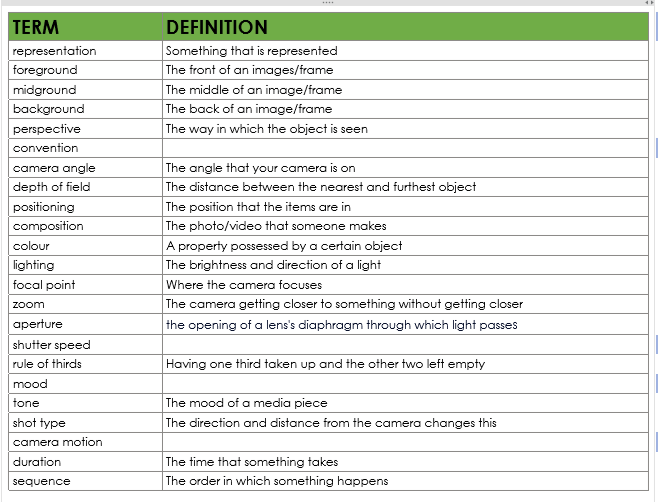 TERM DEFINITION
representation Something that is represented
foreground The front of an images/frame
midground The middle of an image/frame
background The back of an image/frame
perspective The way in which the object is seen
convention
camera angle The angle that your camera is on
depth of field The distance between the nearest and furthest object
positioning The position that the items are in
composition The photo/video that someone makes
colour A property possessed by a certain object
lighting The brightness and direction of a light
focal point Where the camera focuses
zoom The camera getting closer to something without getting closer
aperture the opening of a lens's diaphragm through which light passes
shutter speed
rule of thirds Having one third taken up and the other two left empty
mood
tone The mood of a media piece
shot type The direction and distance from the camera changes this
camera motion
duration The time that something takes
sequence The order in which something happens